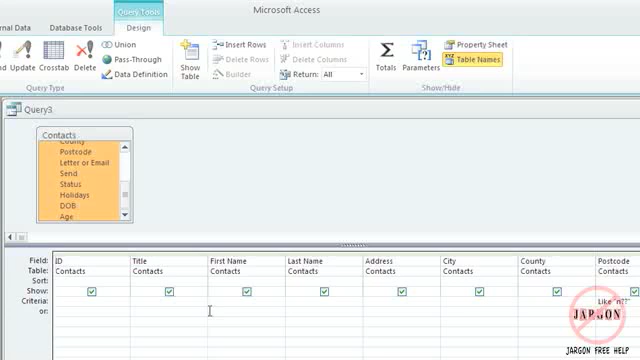 Query Tools
Microsoft Access
rnal Data Database Tools Design
Update Crosstab Delete
Union
Pass-Through
Data Definition
Show Table
Insert Rows
Delete Rows
Builder
Insert Columns
Delete Columns
Return: All
Totals Parameters
Property Sheet
Table Names
Query Type Query Setup Show/Hide
Query3
Contacts
County
Postcode
Letter or Email
Send
Status
Holidays
DOB
Age
Field: ID Title First Name Last Name Address City County Postcode
Table: Contacts Contacts Contacts Contacts Contacts Contacts Contacts Contacts
Sort:
Show:
Criteria: Like "n??"
or:
JARGON
JARGON FREE HELP